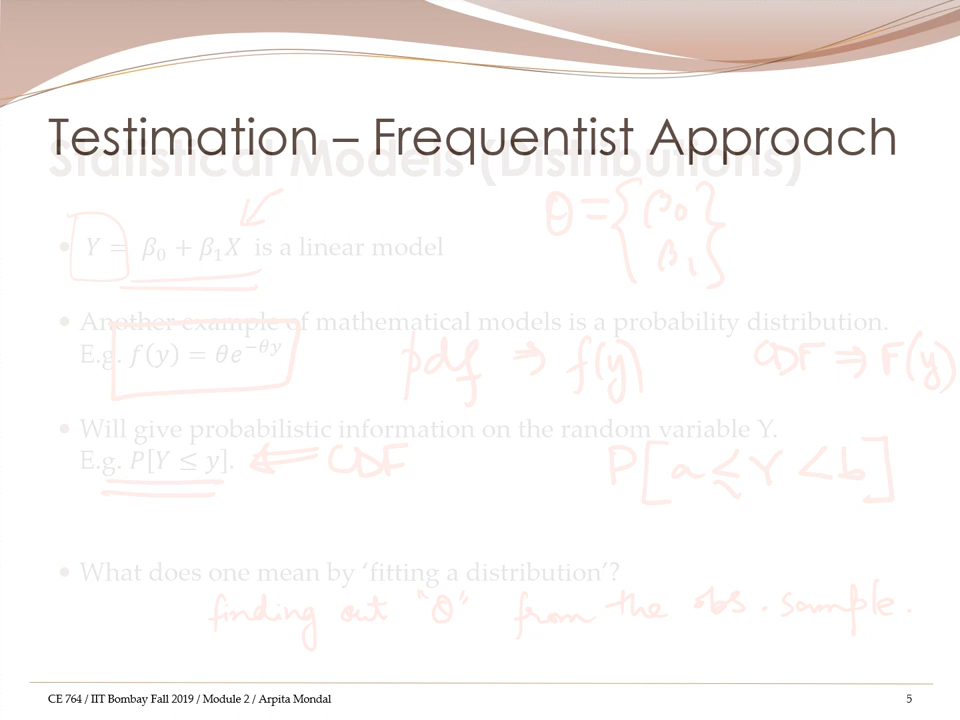 Testimation – Frequentist Approach
Statistical Models (Distributions)
θ = { β0
β1 }
• Y = β0 + β1X is a linear model
• Another example of mathematical models is a probability distribution.
E.g. f(y) = θe^−θy pdf ⇒ f(y) CDF ⇒ F(y)
• Will give probabilistic information on the random variable Y.
E.g. P[Y ≤ y]. ⇐ CDF P[a ≤ Y < b]
• What does one mean by ‘fitting a distribution’?
finding out "θ" from the obs. sample.
CE 764 / IIT Bombay Fall 2019 / Module 2 / Arpita Mondal 5